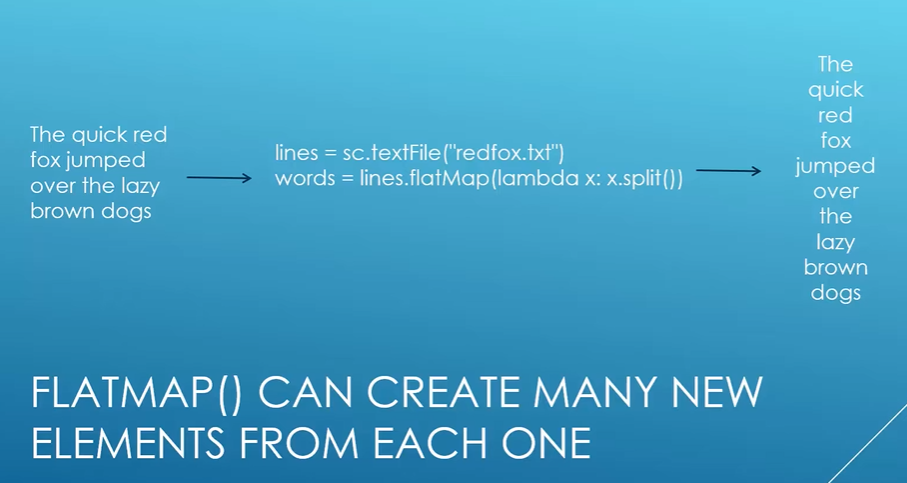 The quick red
fox jumped
over the lazy
brown dogs
lines = sc.textFile("redfox.txt")
words = lines.flatMap(lambda x: x.split())
The
quick
red
fox
jumped
over
the
lazy
brown
dogs
FLATMAP() CAN CREATE MANY NEW
ELEMENTS FROM EACH ONE